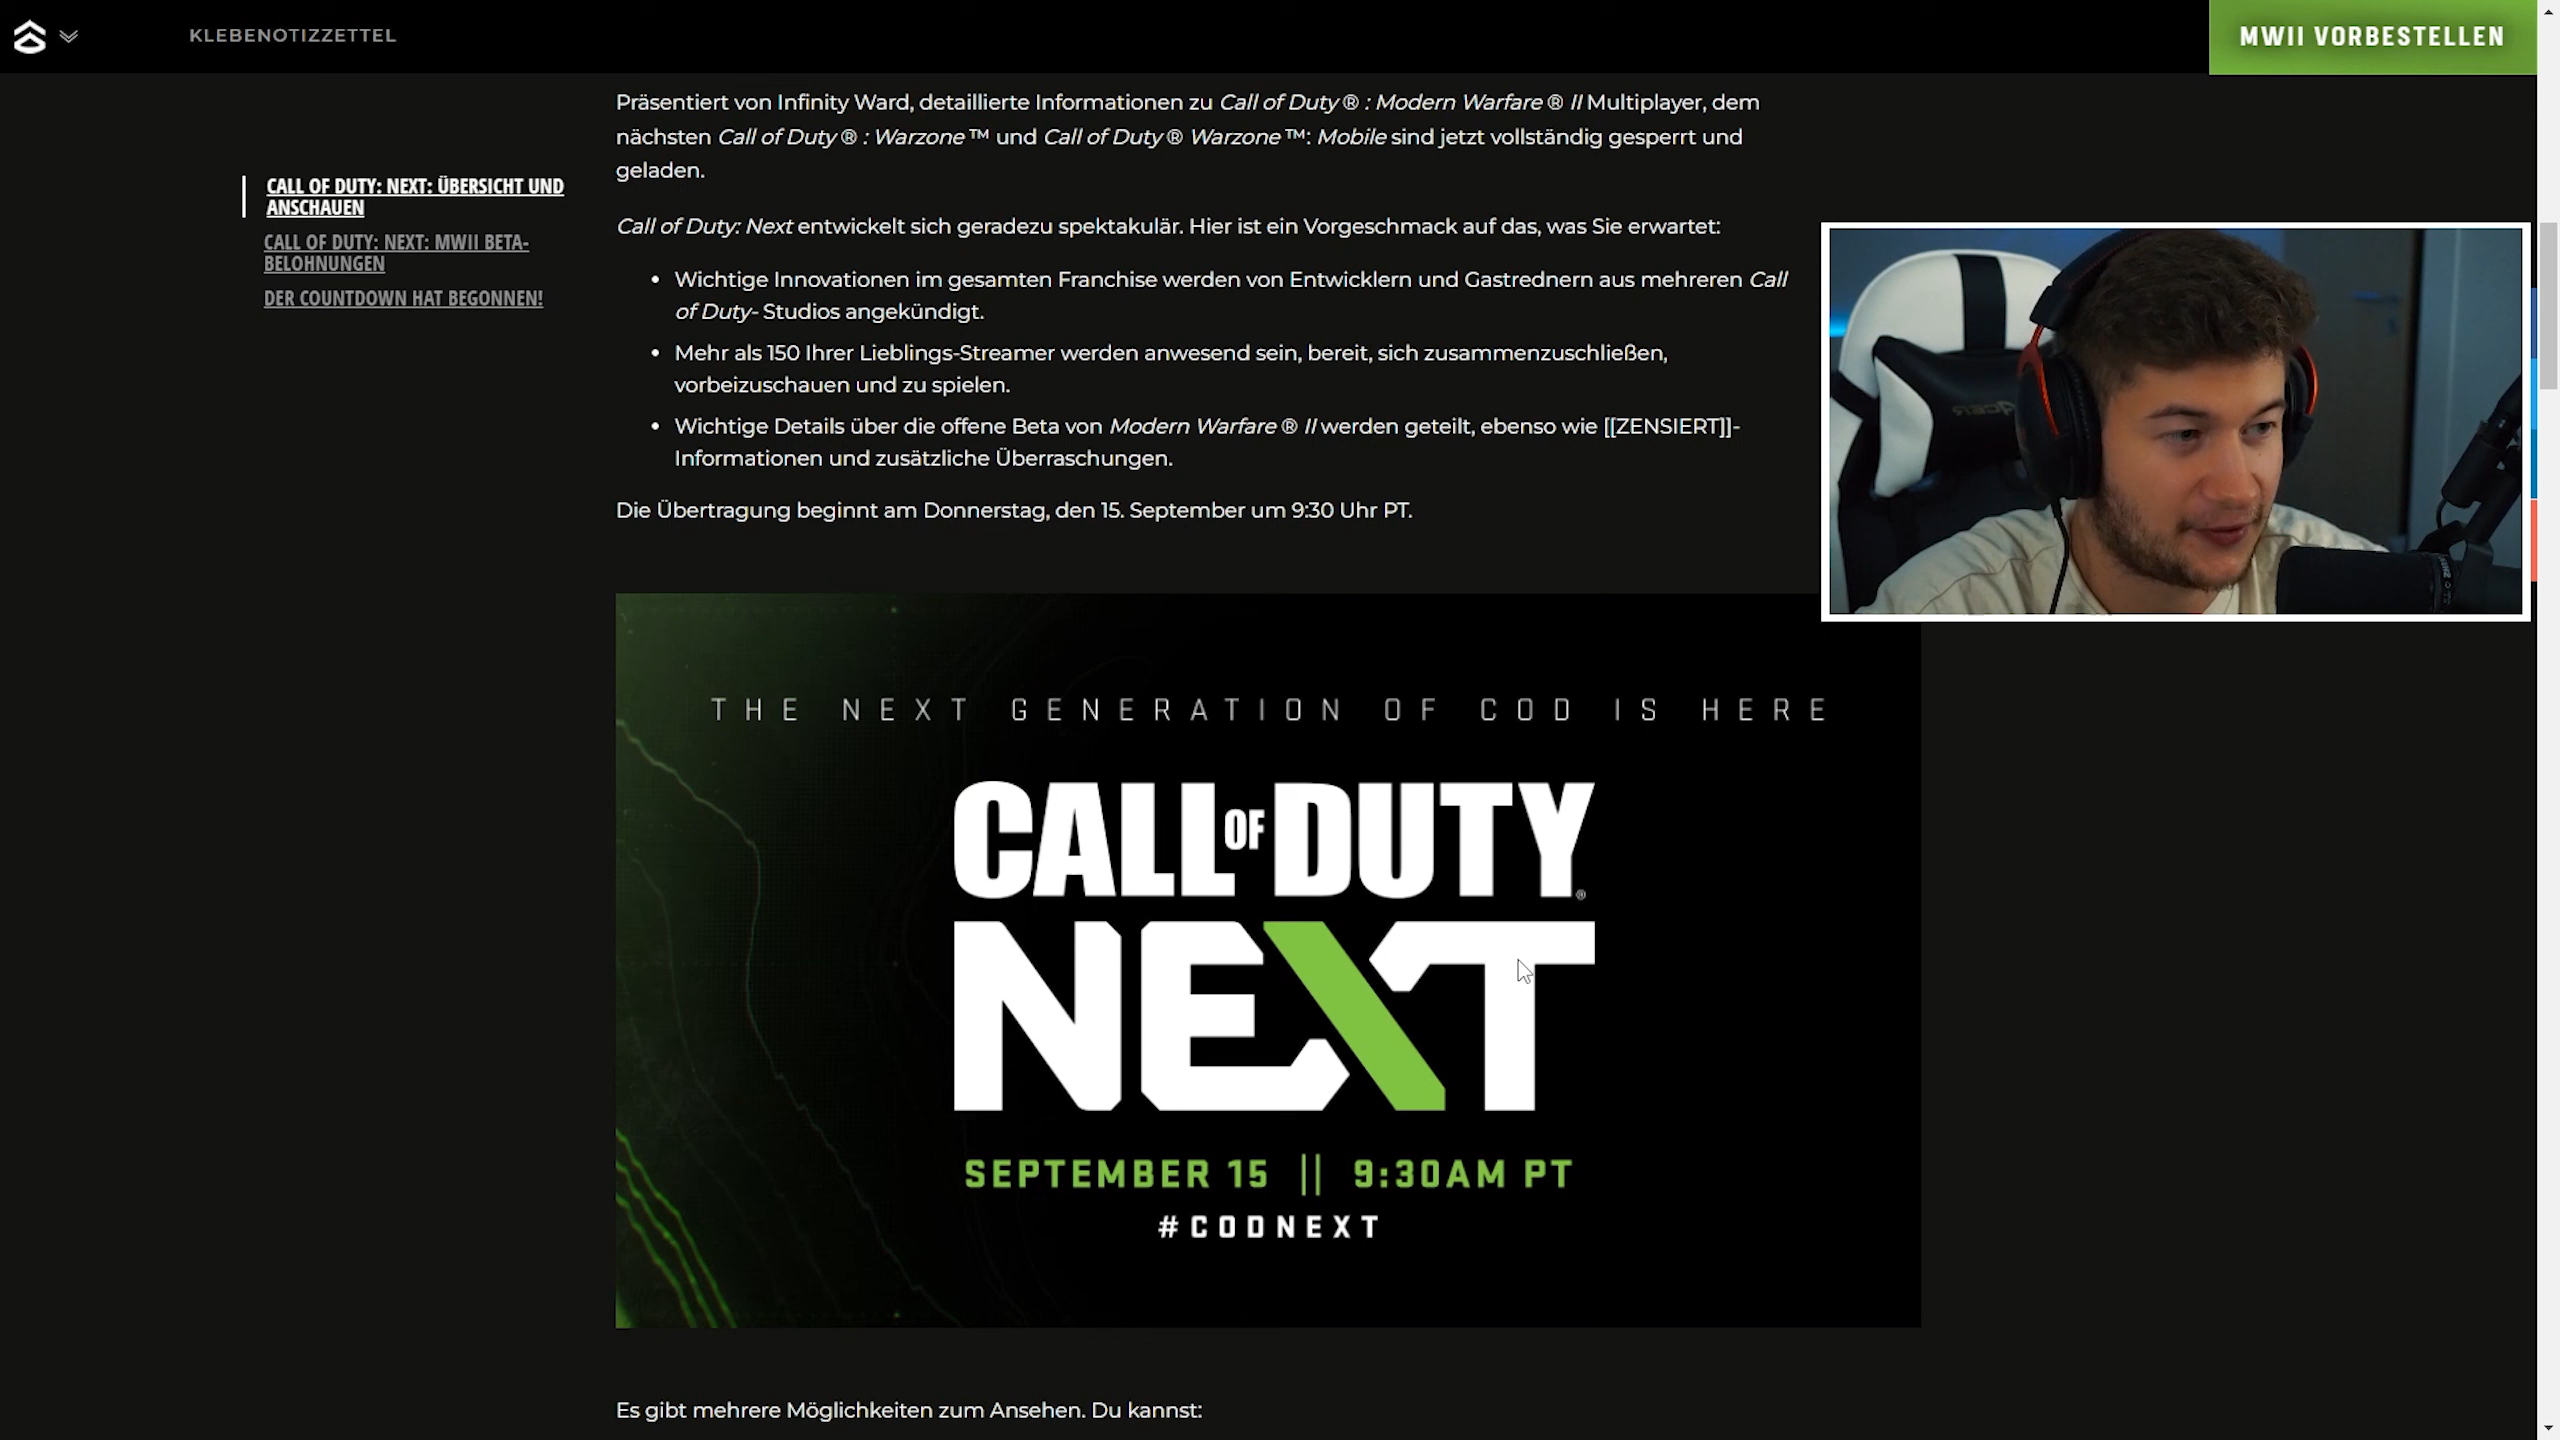 KLEBENOTIZZETTEL
MWII VORBESTELLEN
Präsentiert von Infinity Ward, detaillierte Informationen zu Call of Duty ® : Modern Warfare ® II Multiplayer, dem
nächsten Call of Duty ® : Warzone ™ und Call of Duty ® Warzone ™: Mobile sind jetzt vollständig gesperrt und
geladen.
CALL OF DUTY: NEXT: ÜBERSICHT UND
ANSCHAUEN
CALL OF DUTY: NEXT: MWII BETA-
BELOHNUNGEN
DER COUNTDOWN HAT BEGONNEN!
Call of Duty: Next entwickelt sich geradezu spektakulär. Hier ist ein Vorgeschmack auf das, was Sie erwartet:
• Wichtige Innovationen im gesamten Franchise werden von Entwicklern und Gastrednern aus mehreren Call
of Duty- Studios angekündigt.
• Mehr als 150 Ihrer Lieblings-Streamer werden anwesend sein, bereit, sich zusammenzuschließen,
vorbeizuschauen und zu spielen.
• Wichtige Details über die offene Beta von Modern Warfare ® II werden geteilt, ebenso wie [[ZENSIERT]]-
Informationen und zusätzliche Überraschungen.
Die Übertragung beginnt am Donnerstag, den 15. September um 9:30 Uhr PT.
THE NEXT GENERATION OF COD IS HERE
CALL OF DUTY®
NEXT
SEPTEMBER 15 || 9:30AM PT
#CODNEXT
Es gibt mehrere Möglichkeiten zum Ansehen. Du kannst: